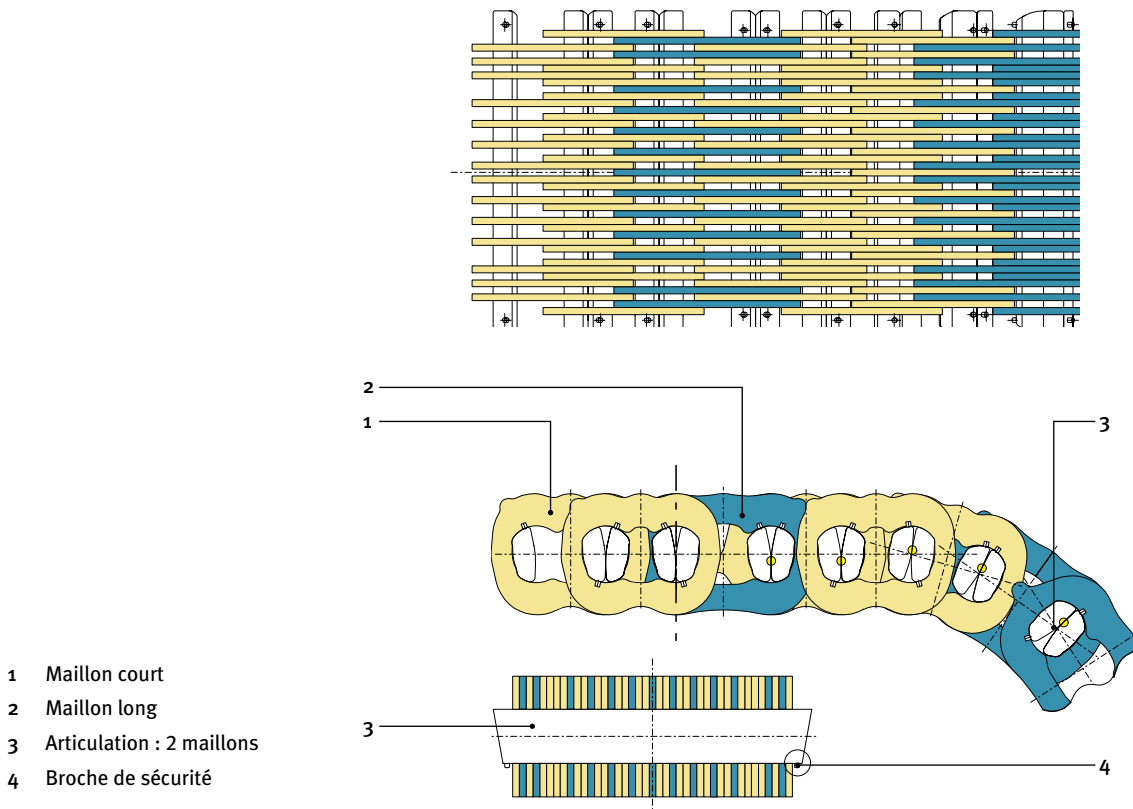 2
1
3
3
4
1 Maillon court
2 Maillon long
3 Articulation : 2 maillons
4 Broche de sécurité